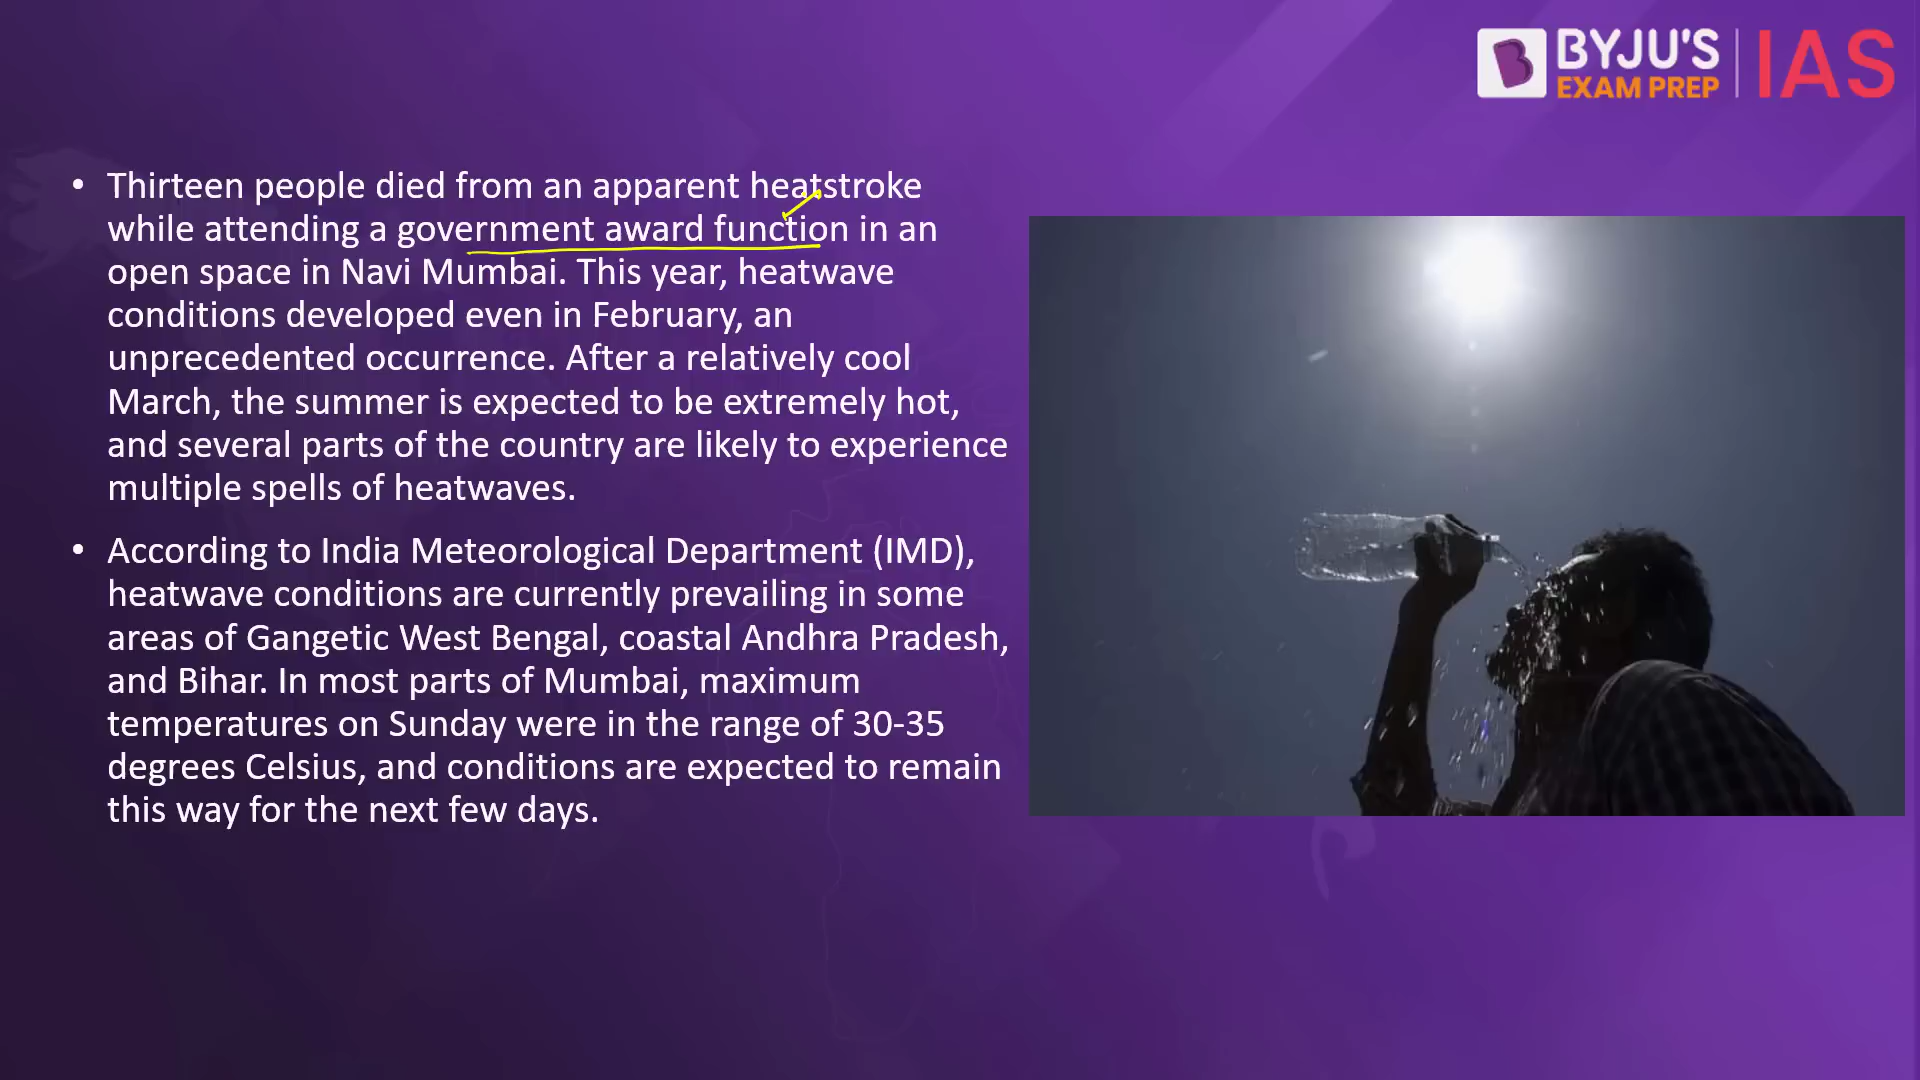 BYJU'S
EXAM PREP
IAS
• Thirteen people died from an apparent heatstroke
while attending a government award function in an
open space in Navi Mumbai. This year, heatwave
conditions developed even in February, an
unprecedented occurrence. After a relatively cool
March, the summer is expected to be extremely hot,
and several parts of the country are likely to experience
multiple spells of heatwaves.
• According to India Meteorological Department (IMD),
heatwave conditions are currently prevailing in some
areas of Gangetic West Bengal, coastal Andhra Pradesh,
and Bihar. In most parts of Mumbai, maximum
temperatures on Sunday were in the range of 30-35
degrees Celsius, and conditions are expected to remain
this way for the next few days.